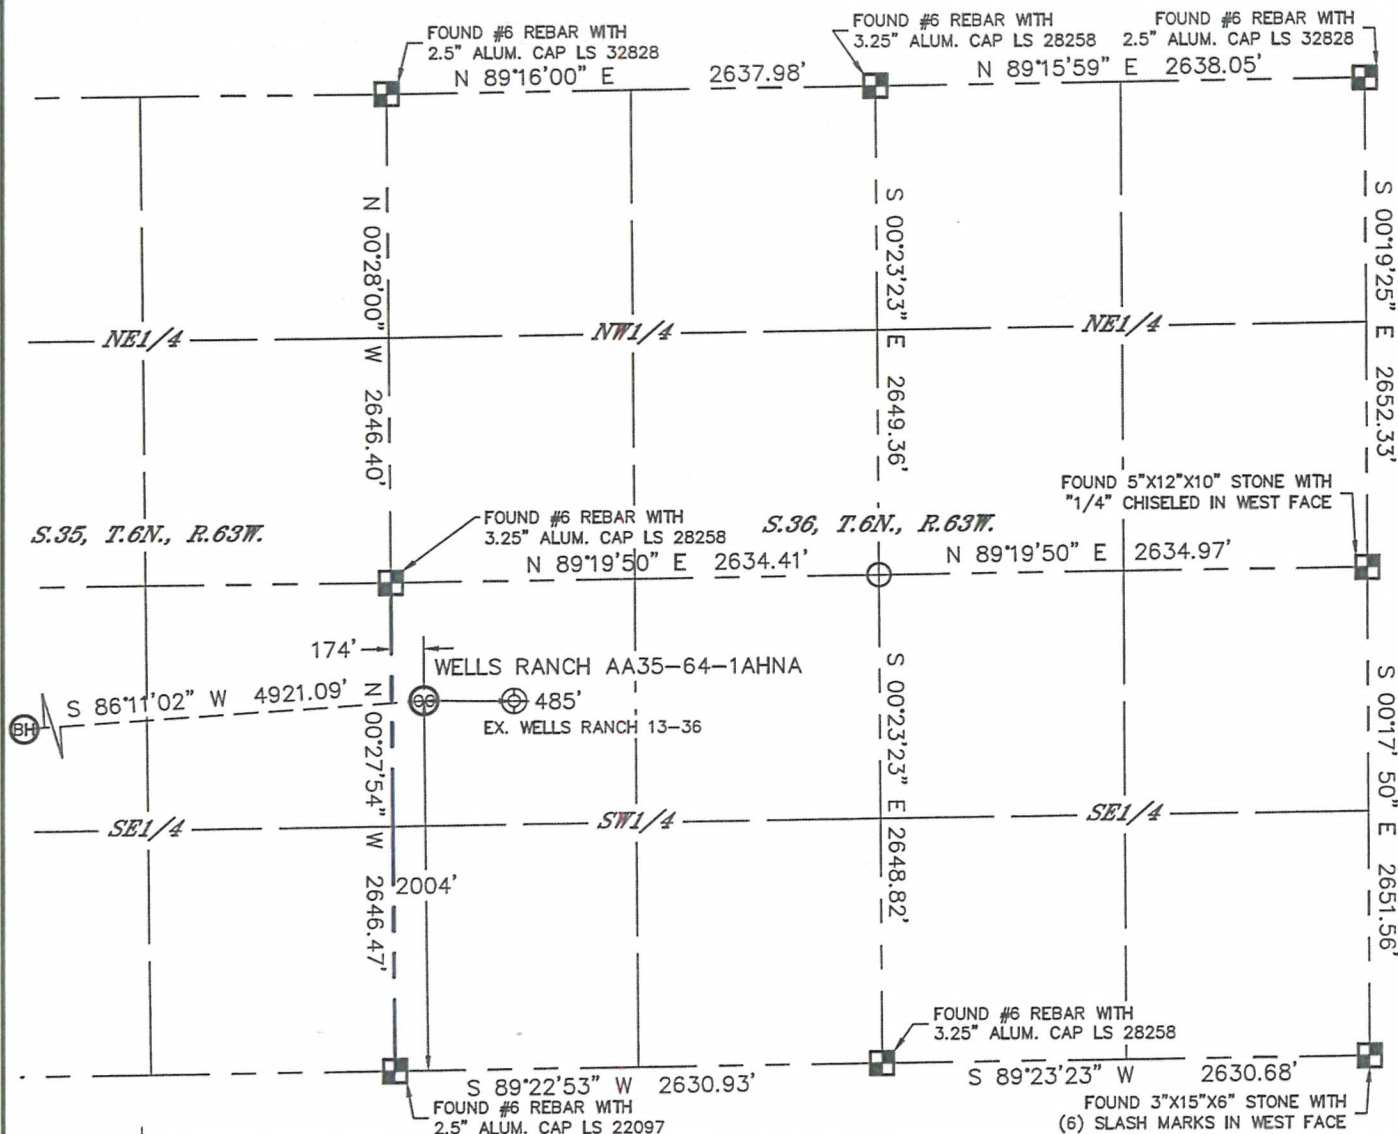 FOUND #6 REBAR WITH
2.5" ALUM. CAP LS 32828
FOUND #6 REBAR WITH
3.25" ALUM. CAP LS 28258
FOUND #6 REBAR WITH
2.5" ALUM. CAP LS 32828
N 89°16'00" E 2637.98'
N 89°15'59" E 2638.05'
N 00°28'00" W 2646.40'
S 00°23'23" E 2649.36'
S 00°19'25" E 2652.33'
NE1/4
NW1/4
NE1/4
FOUND 5"X12"X10" STONE WITH
"1/4" CHISELED IN WEST FACE
S.35, T.6N., R.63W.
FOUND #6 REBAR WITH
3.25" ALUM. CAP LS 28258
S.36, T.6N., R.63W.
N 89°19'50" E 2634.41'
N 89°19'50" E 2634.97'
174'
WELLS RANCH AA35-64-1AHNA
S 86°11'02" W 4921.09'
BH
485'
EX. WELLS RANCH 13-36
N 00°27'54" W 2646.47'
S 00°23'23" E 2648.82'
S 00°17' 50" E 2651.56'
SE1/4
SW1/4
SE1/4
2004'
FOUND #6 REBAR WITH
3.25" ALUM. CAP LS 28258
S 89°22'53" W 2630.93'
S 89°23'23" W 2630.68'
FOUND #6 REBAR WITH
2.5" ALUM. CAP LS 22097
FOUND 3"X15"X6" STONE WITH
(6) SLASH MARKS IN WEST FACE